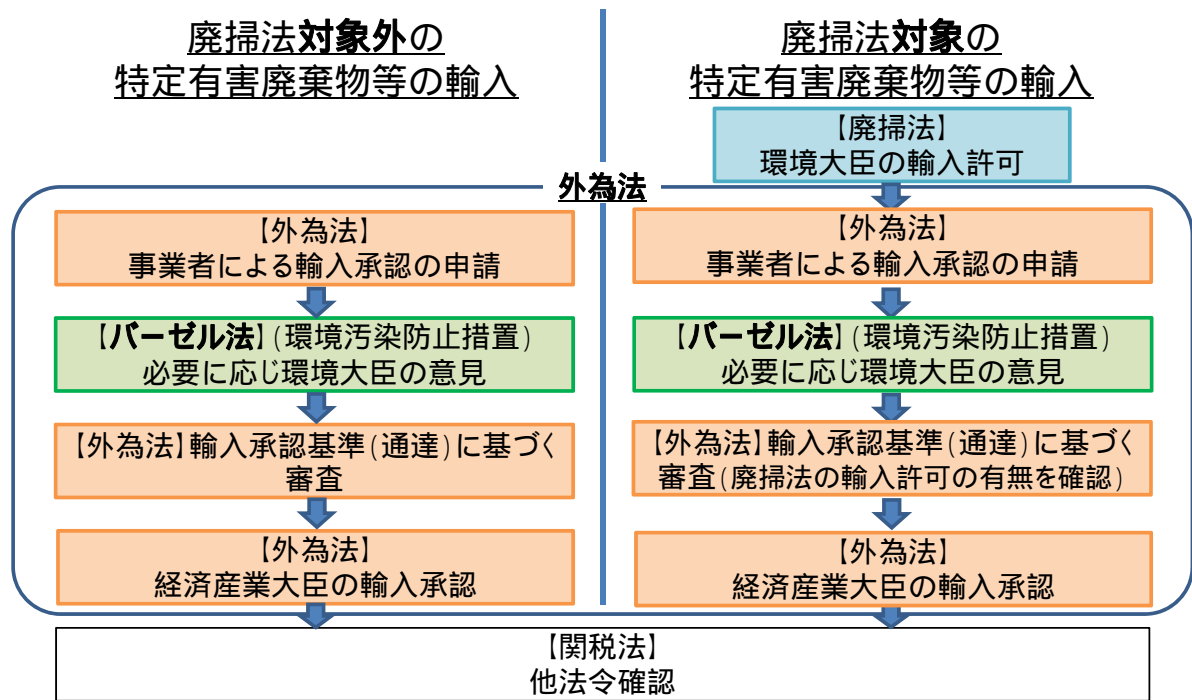 廃掃法対象外の
特定有害廃棄物等の輸入
廃掃法対象の
特定有害廃棄物等の輸入
【廃掃法】
環境大臣の輸入許可
外為法
【外為法】
事業者による輸入承認の申請
【バーゼル法】(環境汚染防止措置)
必要に応じ環境大臣の意見
【外為法】輸入承認基準(通達)に基づく
審査
【外為法】
経済産業大臣の輸入承認
【外為法】
事業者による輸入承認の申請
【バーゼル法】(環境汚染防止措置)
必要に応じ環境大臣の意見
【外為法】輸入承認基準(通達)に基づく
審査(廃掃法の輸入許可の有無を確認)
【外為法】
経済産業大臣の輸入承認
【関税法】
他法令確認